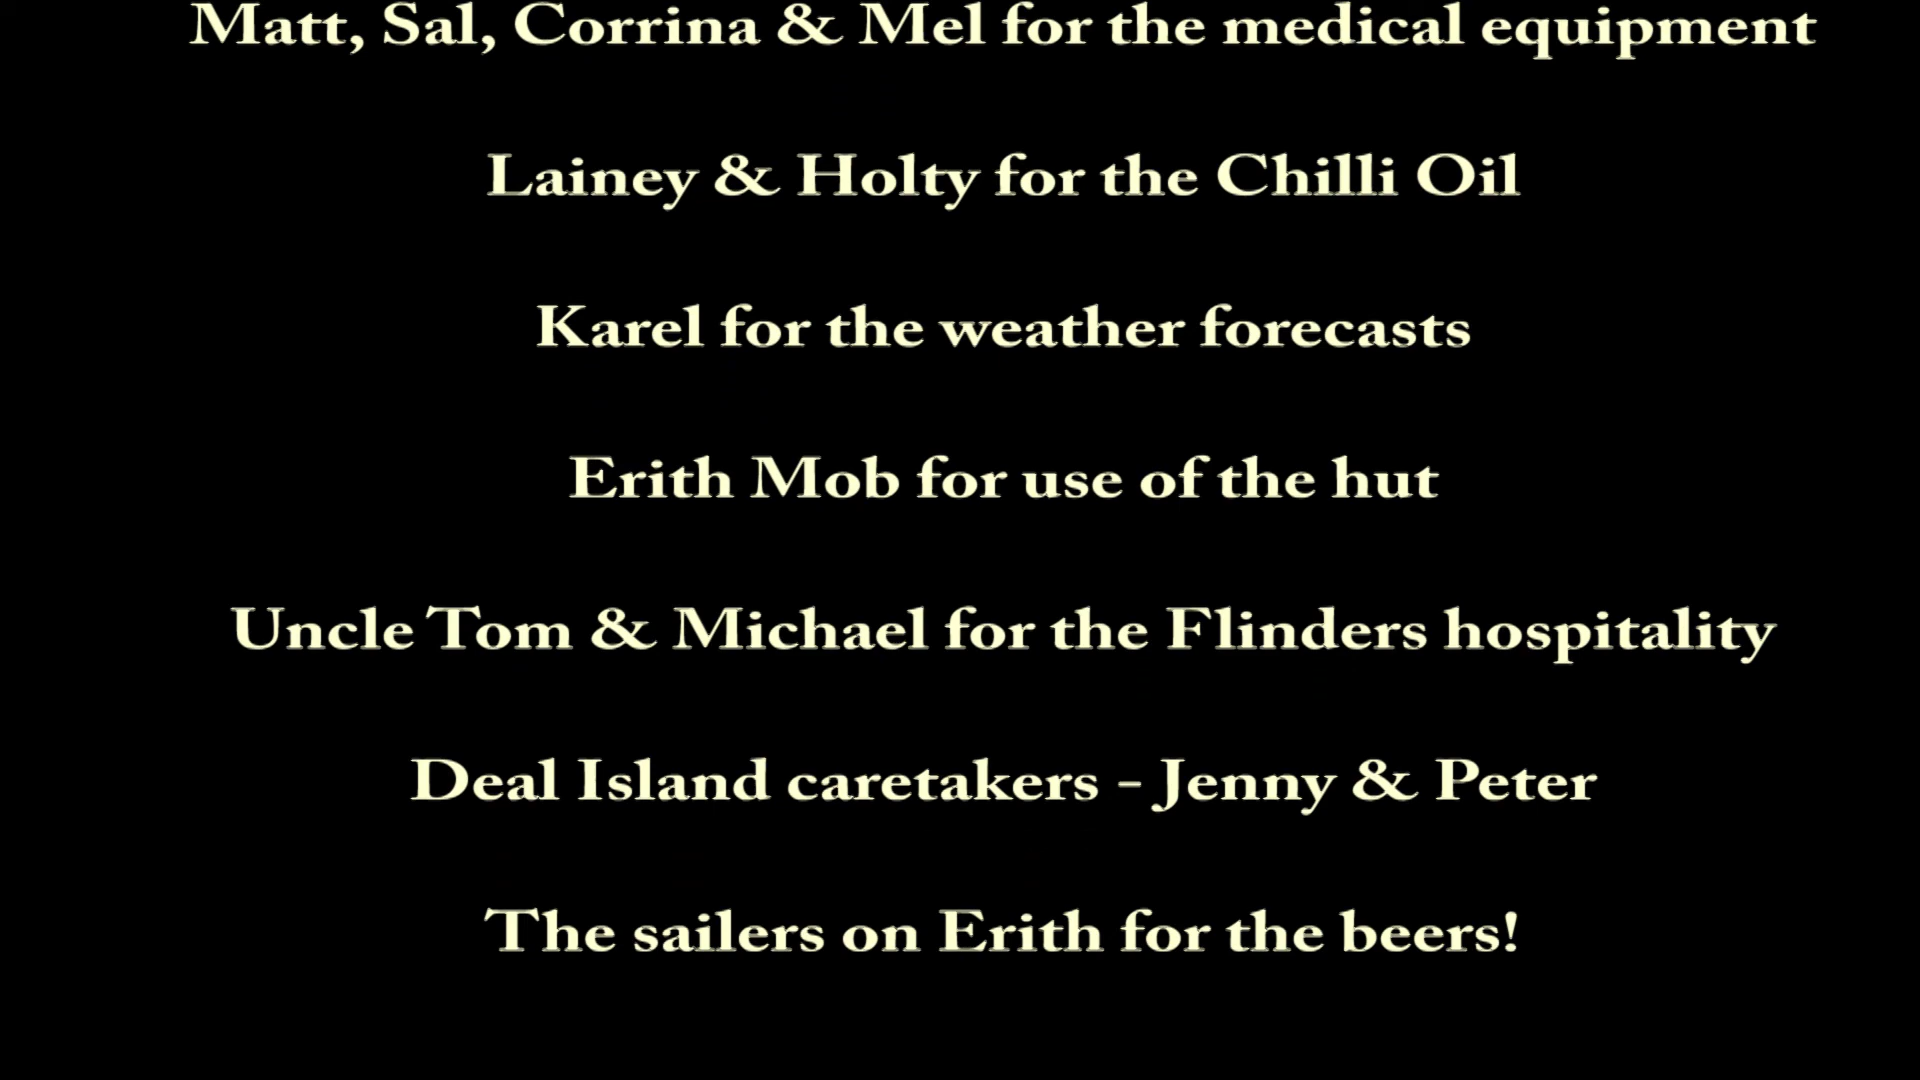 Matt, Sal, Corrina & Mel for the medical equipment
Lainey & Holty for the Chilli Oil
Karel for the weather forecasts
Erith Mob for use of the hut
Uncle Tom & Michael for the Flinders hospitality
Deal Island caretakers - Jenny & Peter
The sailers on Erith for the beers!